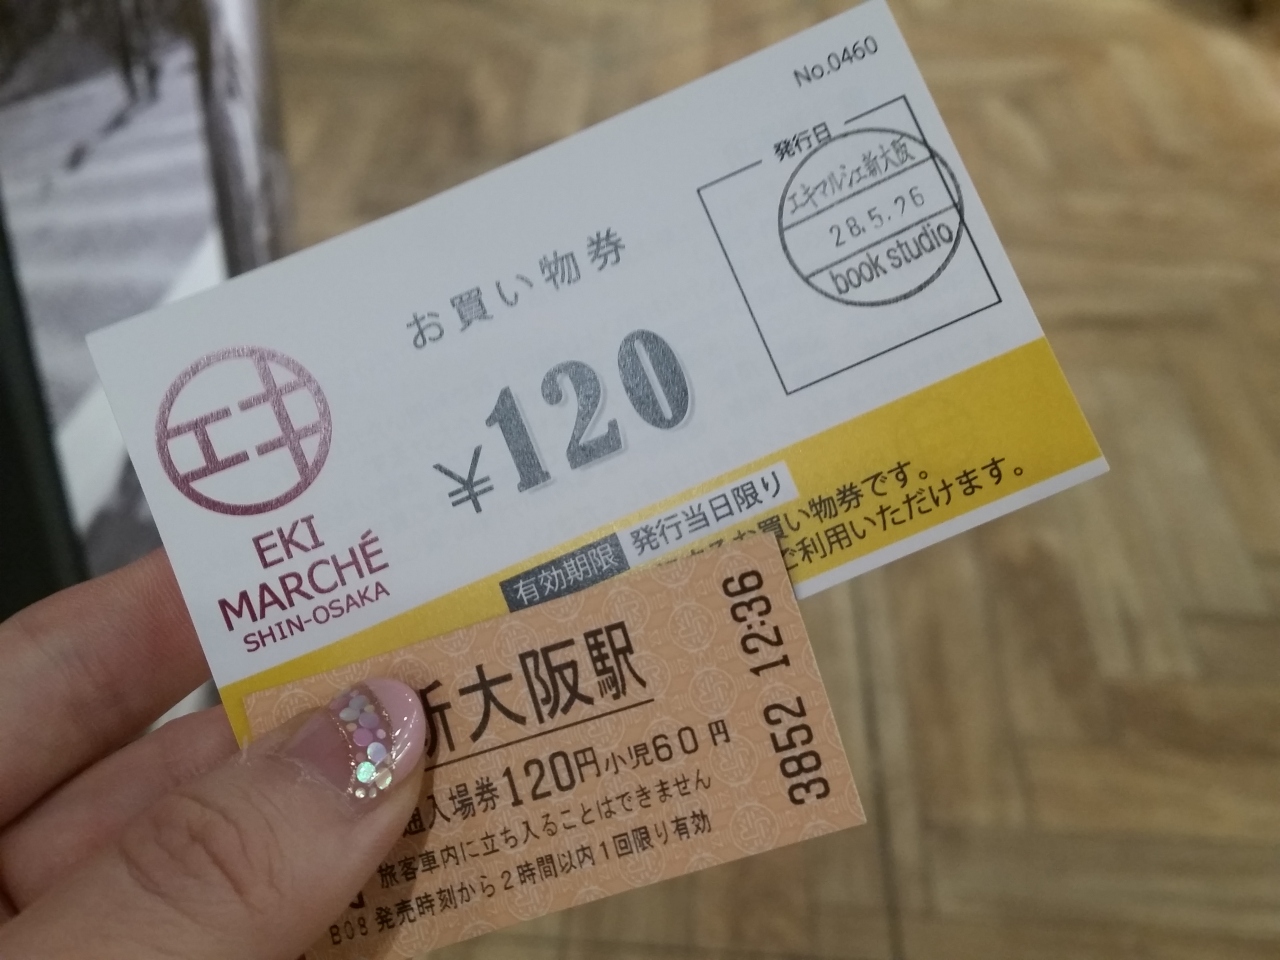 No.0460
発行日
エキマルシェ新大阪
28.5.26
book studio
お買い物券
¥120
エキ
EKI
MARCHÉ
SHIN-OSAKA
有効期限 発行当日限り
お買い物券です。
ご利用いただけます。
新大阪駅
入場券120円小児60円
旅客車内に立ち入ることはできません
発売時刻から2時間以内1回限り有効
B08
3852 12:36